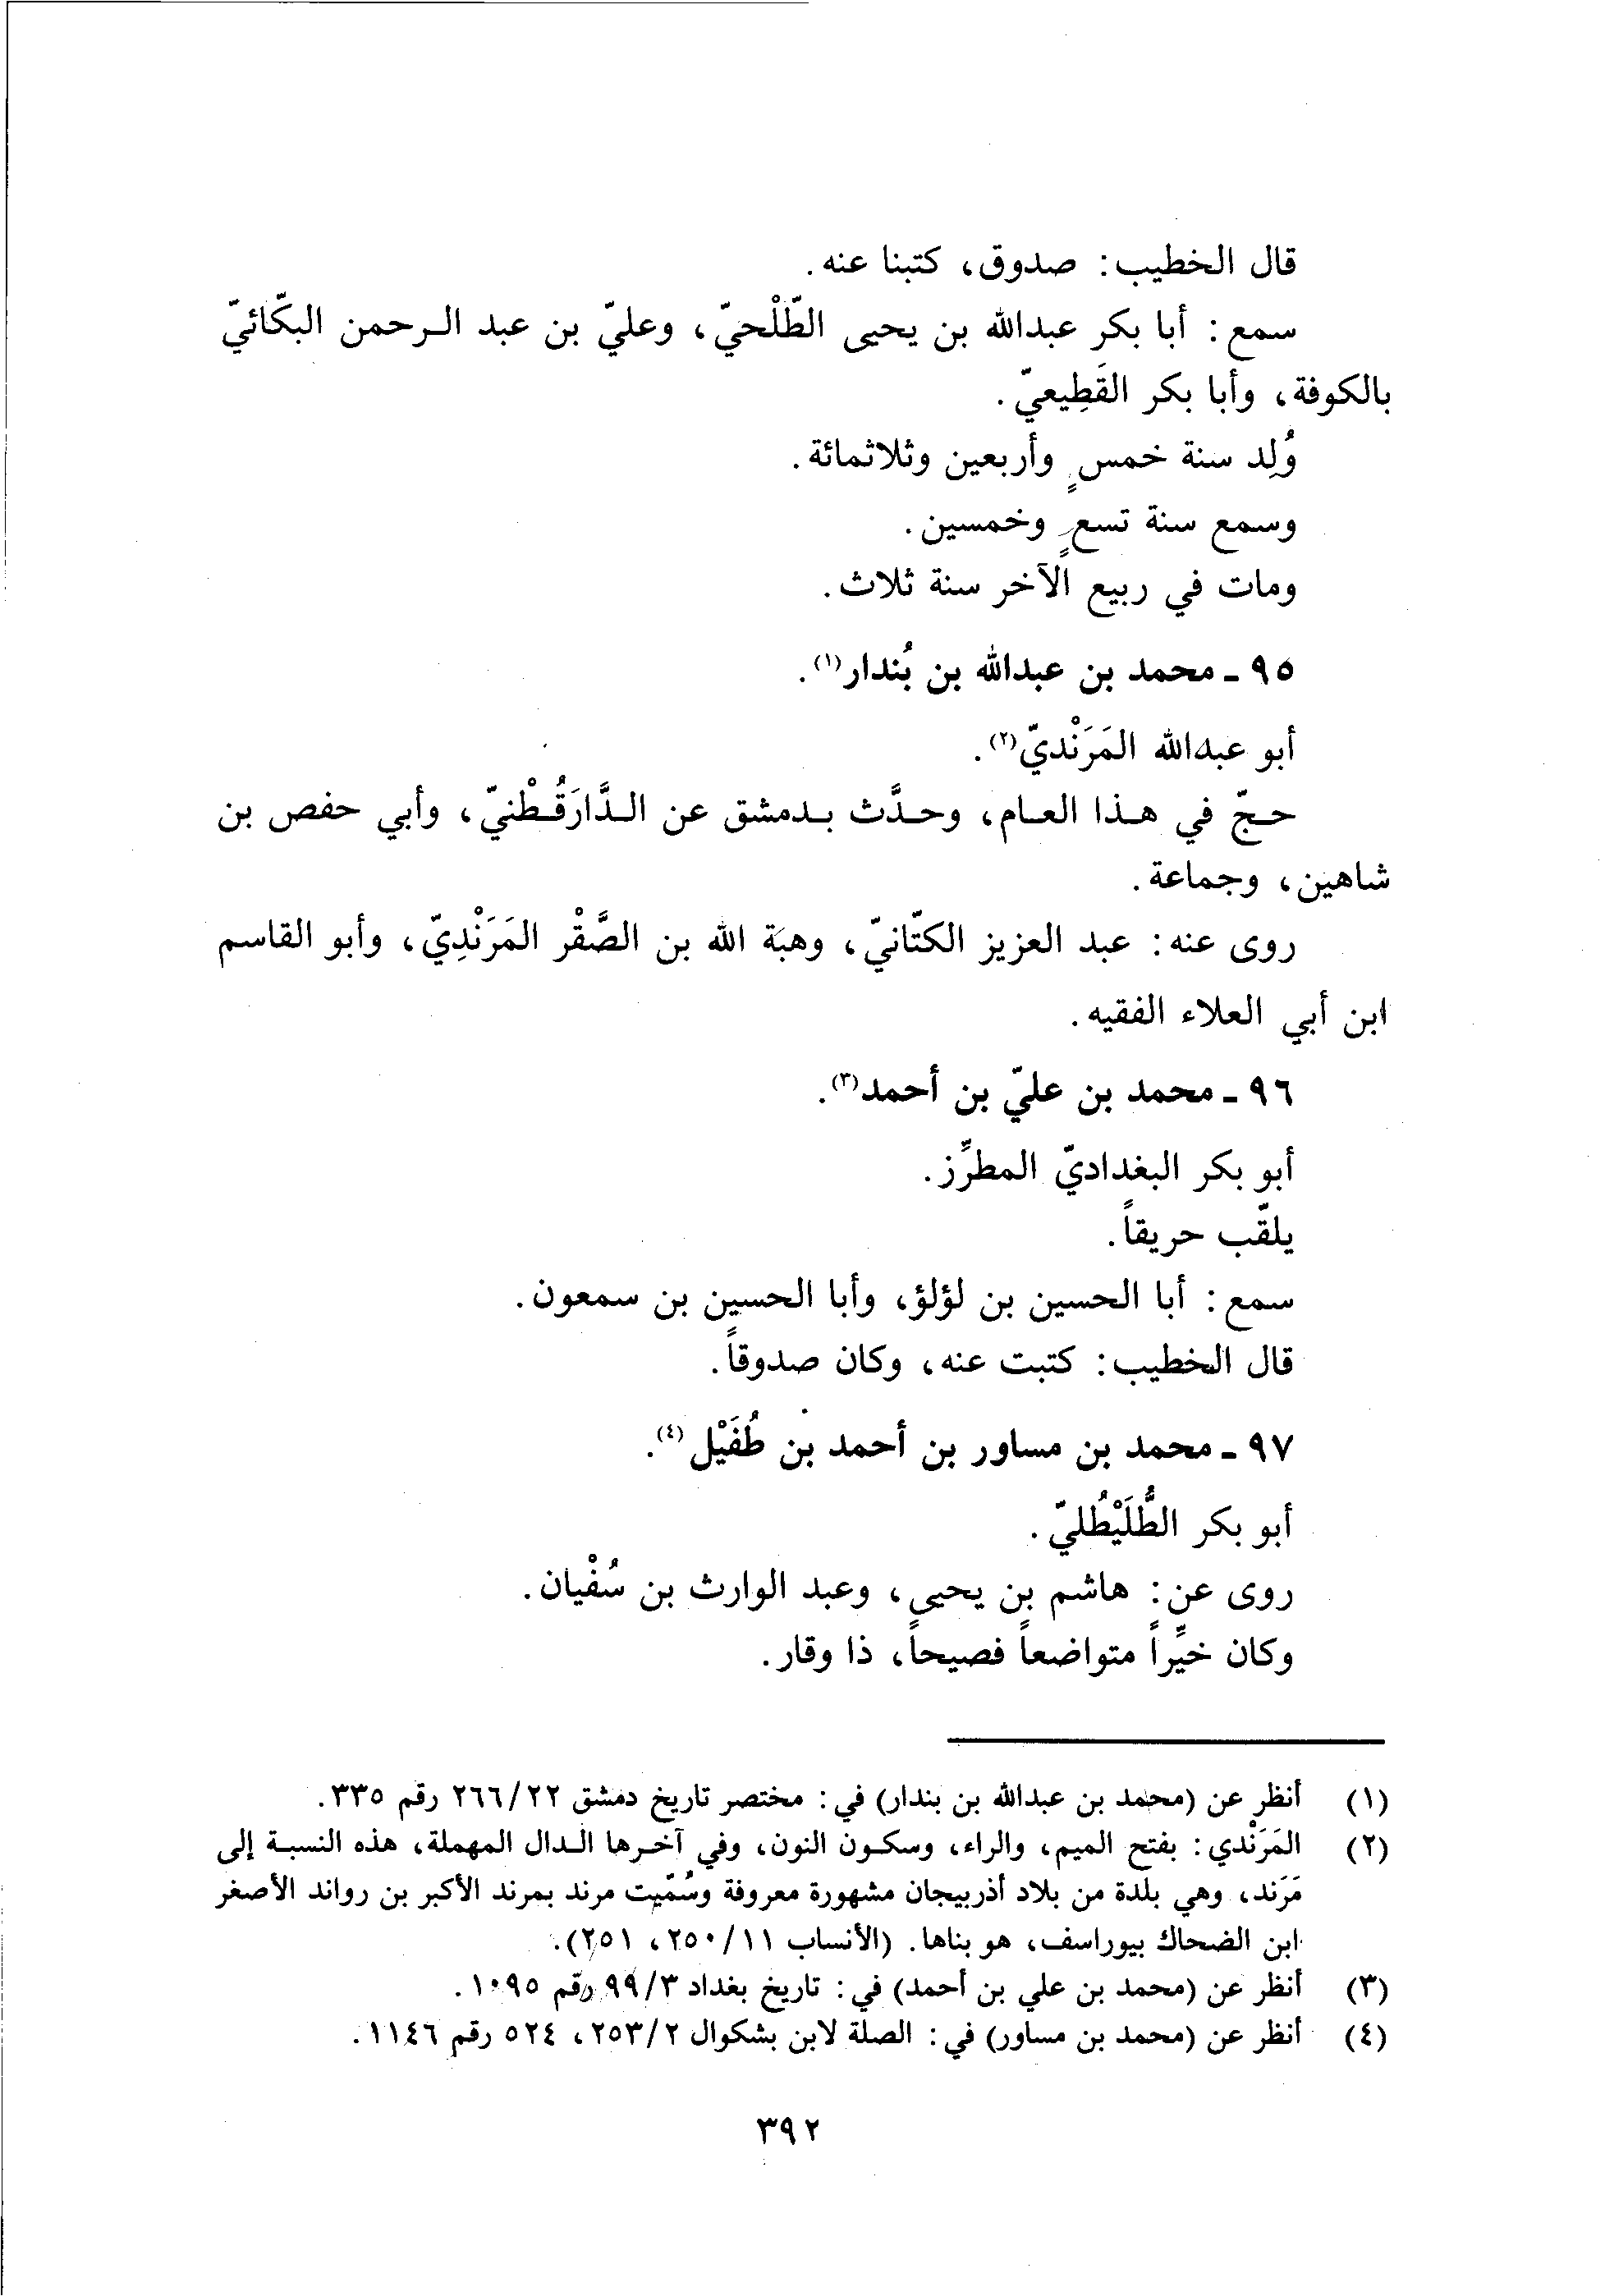 قال الخطيب: صدوق، كتبنا عنه.
سمع: أبا بكر عبدالله بن يحيى الطَّلْحيّ، وعليّ بن عبد الرحمن البكّائيّ
بالكوفة، وأبا بكر القَطِيعيّ.
وُلِد سنة خمسٍ وأربعين وثلاثمائة.
وسمع سنة تسعٍ وخمسين.
ومات في ربيع الآخر سنة ثلاث.
٩٥ ـ محمد بن عبدالله بن بُندار(١).
أبو عبدالله المَرَنْديّ(٢).
حجّ في هذا العام، وحدَّث بدمشق عن الدَّارَقُطْنيّ، وأبي حفص بن
شاهين، وجماعة.
روى عنه: عبد العزيز الكتّانيّ، وهبَة الله بن الصَّقْر المَرَنْدِيّ، وأبو القاسم
ابن أبي العلاء الفقيه.
٩٦ ـ محمد بن عليّ بن أحمد(٣).
أبو بكر البغداديّ المطرِّز.
يلقّب حريقاً.
سمع: أبا الحسين بن لؤلؤ، وأبا الحسين بن سمعون.
قال الخطيب: كتبت عنه، وكان صدوقاً.
٩٧ ـ محمد بن مساور بن أحمد بن طُفَيْل(٤).
أبو بكر الطُّلَيْطُليّ.
روى عن: هاشم بن يحيى، وعبد الوارث بن سُفْيان.
وكان خيِّراً متواضعاً فصيحاً، ذا وقار.
(١) أنظر عن (محمد بن عبدالله بن بندار) في: مختصر تاريخ دمشق ٢٢/٢٦٦ رقم ٣٣٥.
(٢) المَرَنْدي: بفتح الميم، والراء، وسكون النون، وفي آخرها الدال المهملة، هذه النسبة إلى
مَرَند، وهي بلدة من بلاد أذربيجان مشهورة معروفة وسُمّيت مرند بمرند الأكبر بن رواند الأصغر
ابن الضحاك بيوراسف، هو بناها. (الأنساب ١١/٢٥٠، ٢٥١).
(٣) أنظر عن (محمد بن علي بن أحمد) في: تاريخ بغداد ٣/٩٩ رقم ١٠٩٥.
(٤) أنظر عن (محمد بن مساور) في: الصلة لابن بشكوال ٢/٢٥٣، ٥٢٤ رقم ١١٤٦.
٣٩٢